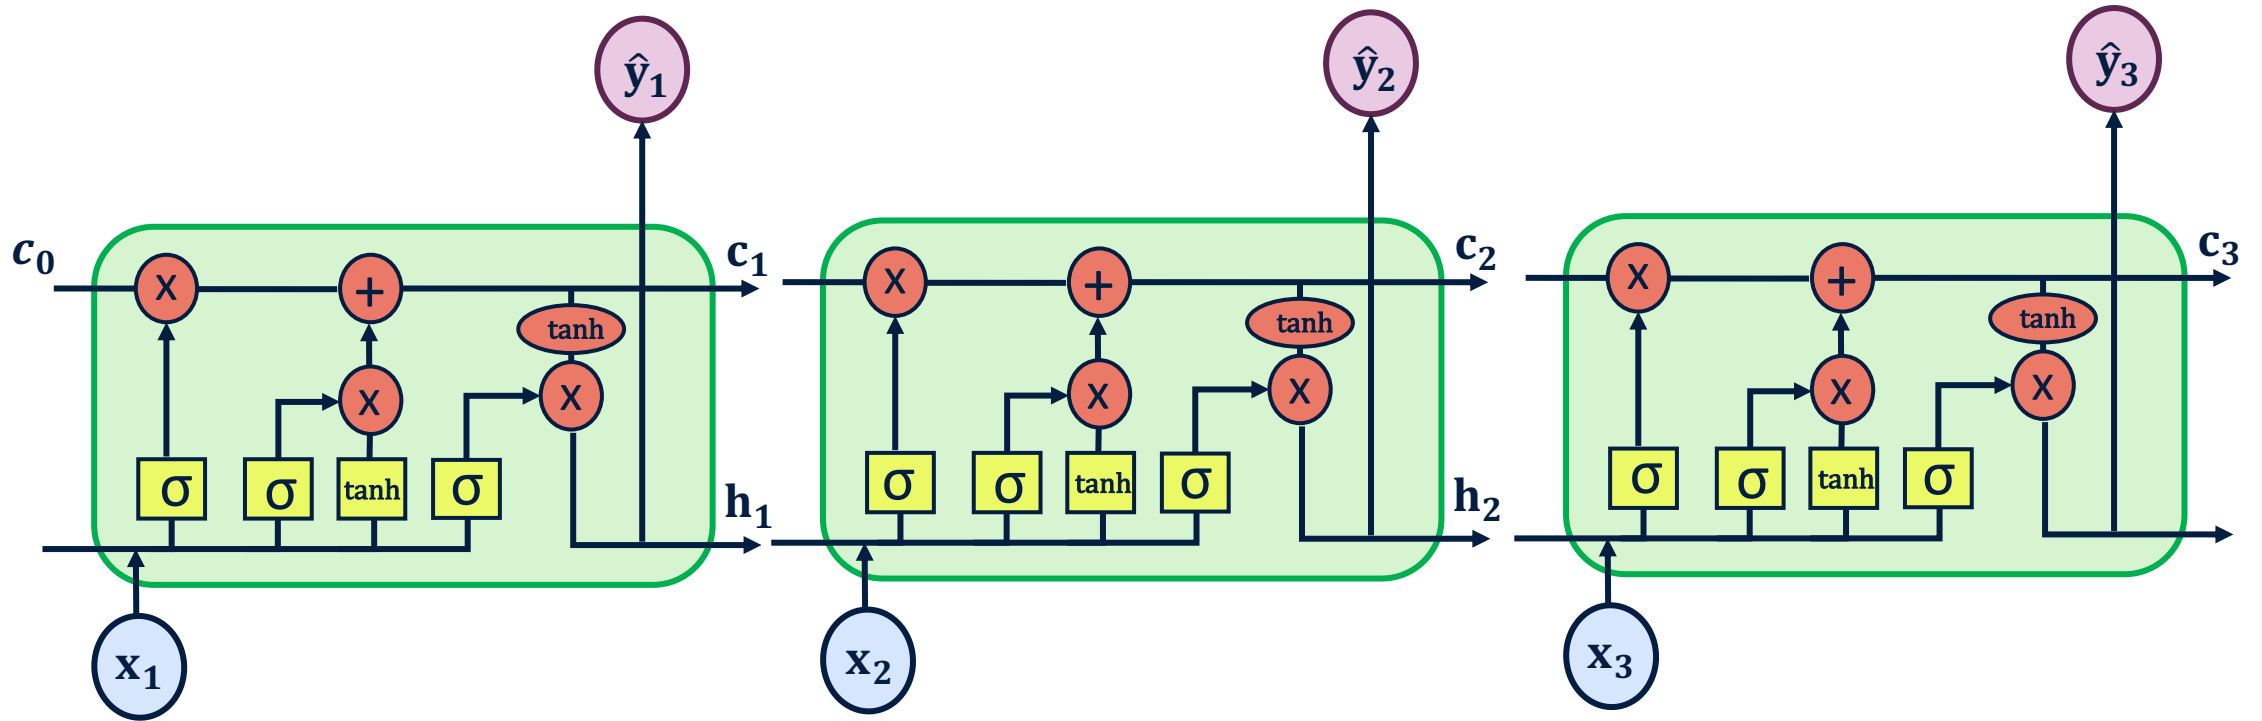 ŷ₁ ŷ₂ ŷ₃
c₀ c₁ c₂ c₃
x + x + x +
tanh tanh tanh
x x x x x x
σ σ tanh σ σ σ tanh σ σ σ tanh σ
h₁ h₂
x₁ x₂ x₃